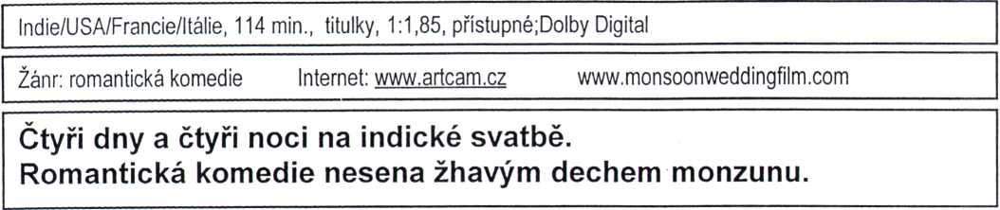 Indie/USA/Francie/Itálie, 114 min., titulky, 1:1,85, přístupné;Dolby Digital
Žánr: romantická komedie Internet: www.artcam.cz www.monsoonweddingfilm.com
Čtyři dny a čtyři noci na indické svatbě.
Romantická komedie nesena žhavým dechem monzunu.